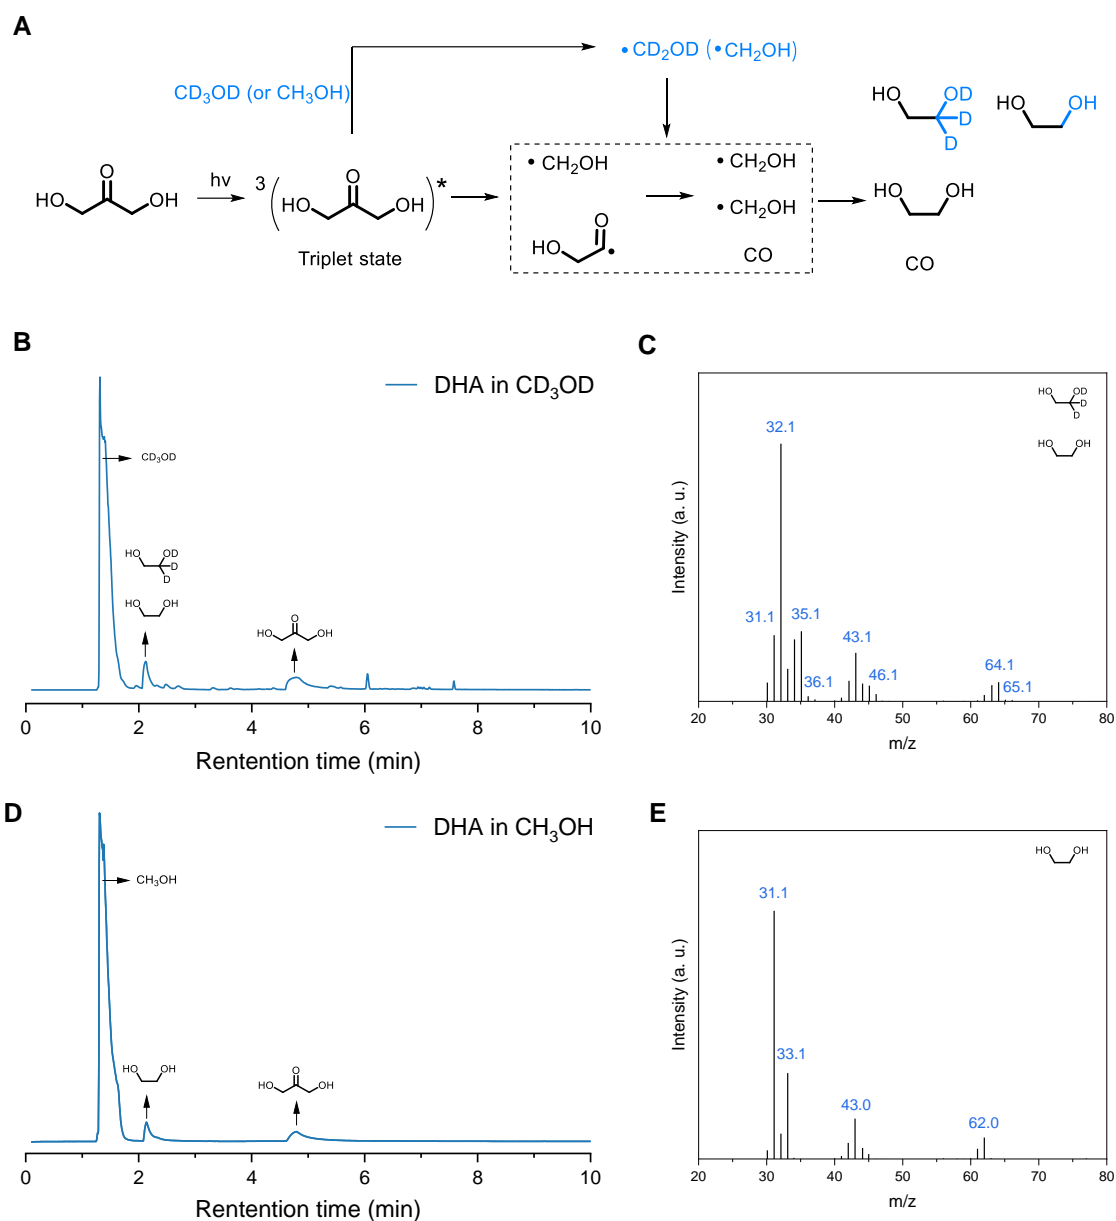 A
•CD₂OD (•CH₂OH)
CD₃OD (or CH₃OH)
HO OD D D
HO OH
O
HO OH
hν
3 ( O HO OH ) *
Triplet state
• CH₂OH
HO O •
• CH₂OH
• CH₂OH
CO
HO OH
CO
B
DHA in CD₃OD
CD₃OD
HO OD D D
HO OH
O
HO OH
0 2 4 6 8 10
Rentention time (min)
C
HO OD D D
HO OH
32.1
31.1
35.1
36.1
43.1
46.1
64.1
65.1
Intensity (a. u.)
20 30 40 50 60 70 80
m/z
D
DHA in CH₃OH
CH₃OH
HO OH
O
HO OH
0 2 4 6 8 10
Rentention time (min)
E
HO OH
31.1
33.1
43.0
62.0
Intensity (a. u.)
20 30 40 50 60 70 80
m/z